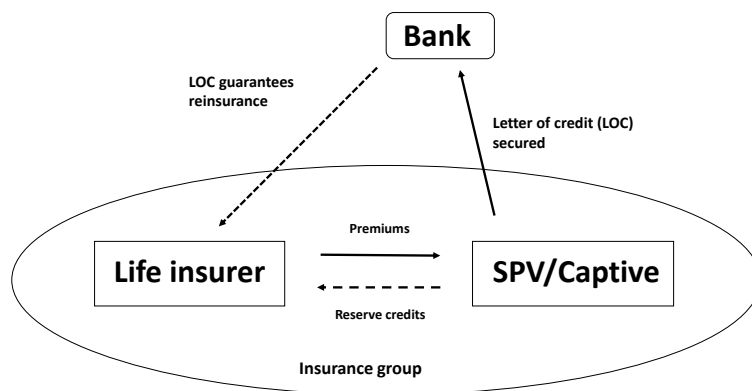 Bank
LOC guarantees
reinsurance
Letter of credit (LOC)
secured
Premiums
Life insurer
SPV/Captive
Reserve credits
Insurance group